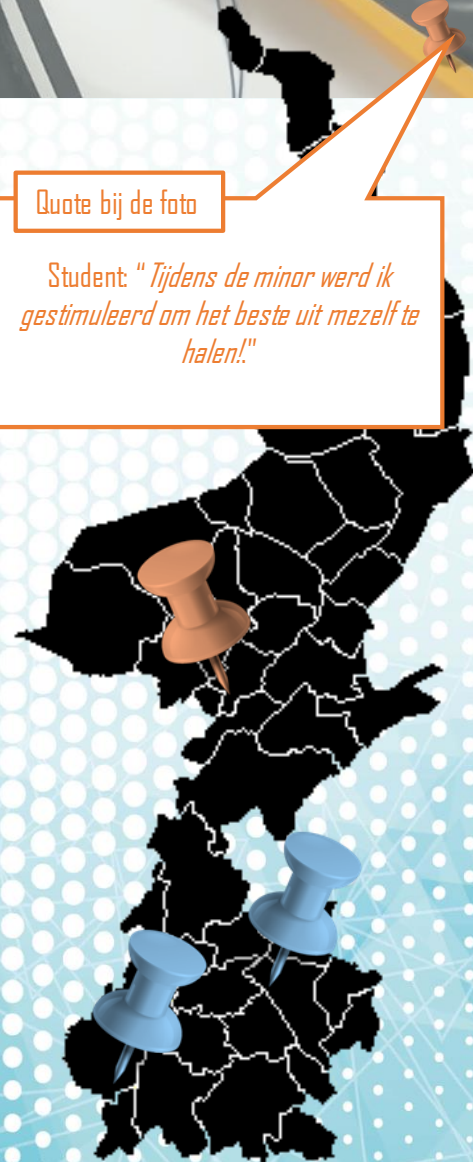 Quote bij de foto
Student: "Tijdens de minor werd ik
gestimuleerd om het beste uit mezelf te
halen!."